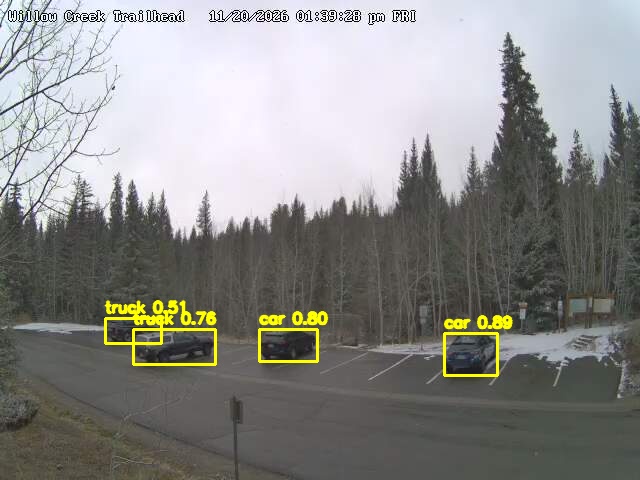 Willow Creek Trailhead   11/20/2026 01:39:28 pm FRI
truck 0.51
truck 0.76
car 0.80
car 0.89